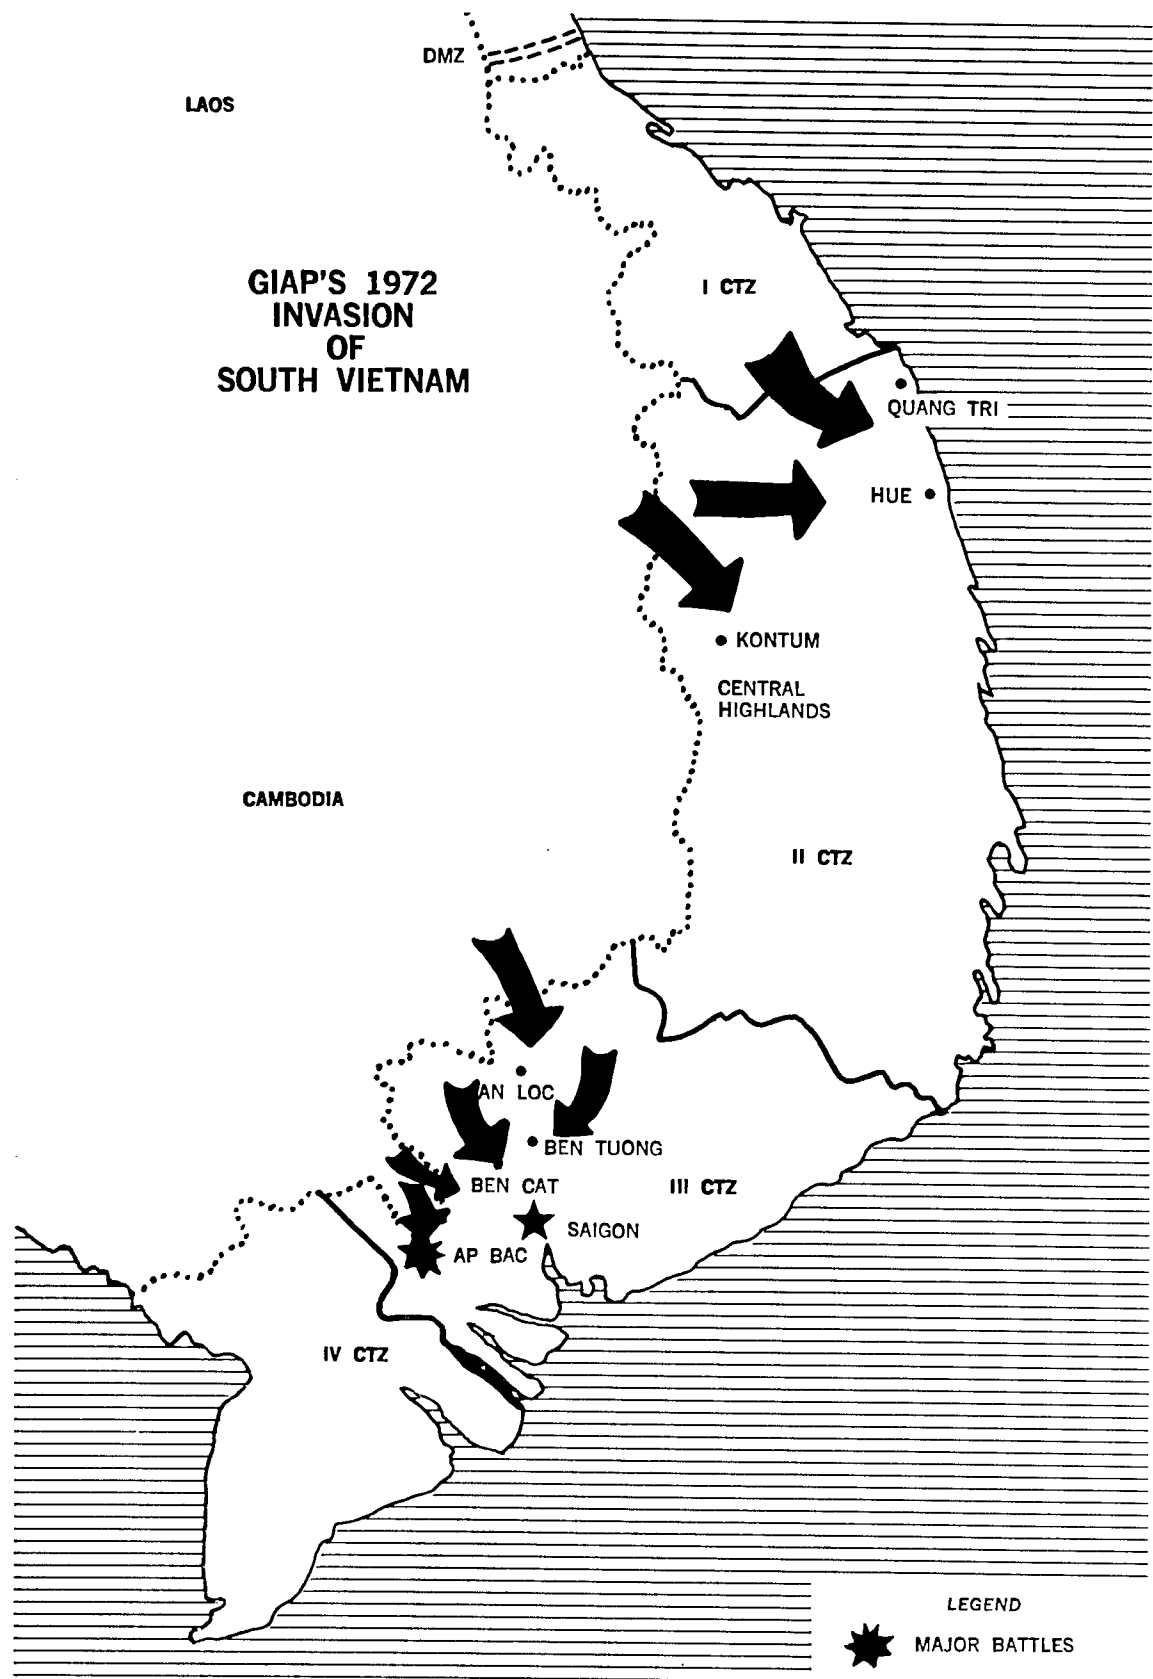 DMZ
LAOS
GIAP'S 1972
INVASION
OF
SOUTH VIETNAM
I CTZ
QUANG TRI
HUE
KONTUM
CENTRAL
HIGHLANDS
CAMBODIA
II CTZ
AN LOC
BEN TUONG
BEN CAT
III CTZ
SAIGON
AP BAC
IV CTZ
LEGEND
MAJOR BATTLES